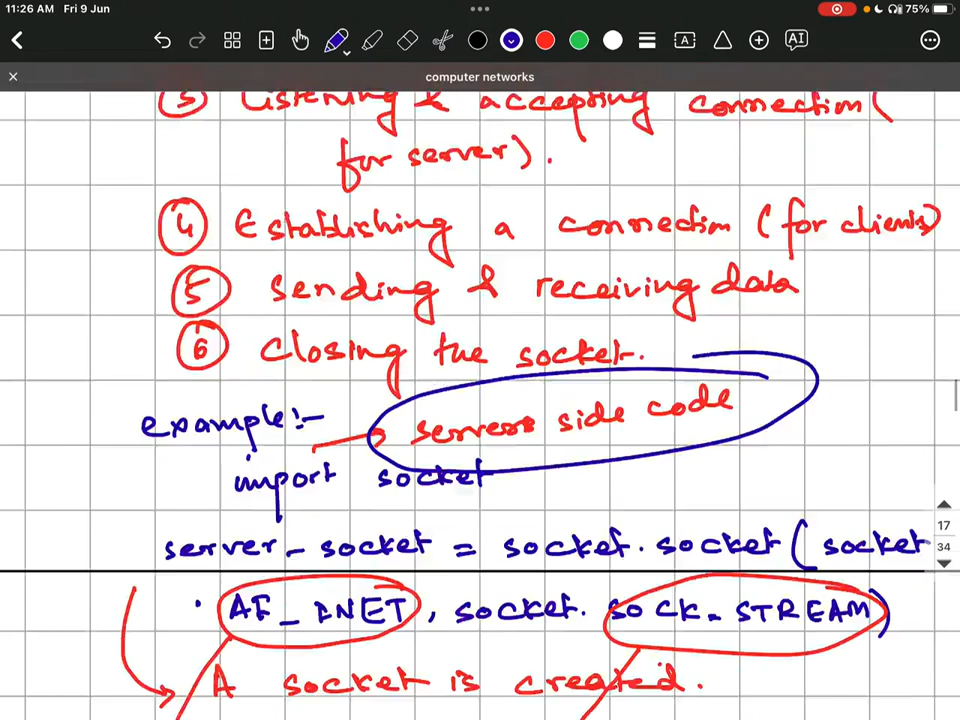 11:26 AM Fri 9 Jun
75%
computer networks
③ Listening & accepting connection(
for server).
④ Establishing a connection (for clients)
⑤ Sending & receiving data
⑥ Closing the socket.
example:- servers side code
import socket
server_socket = socket.socket(socket
17
34
.AF_INET, socket.SOCK_STREAM)
A socket is created.